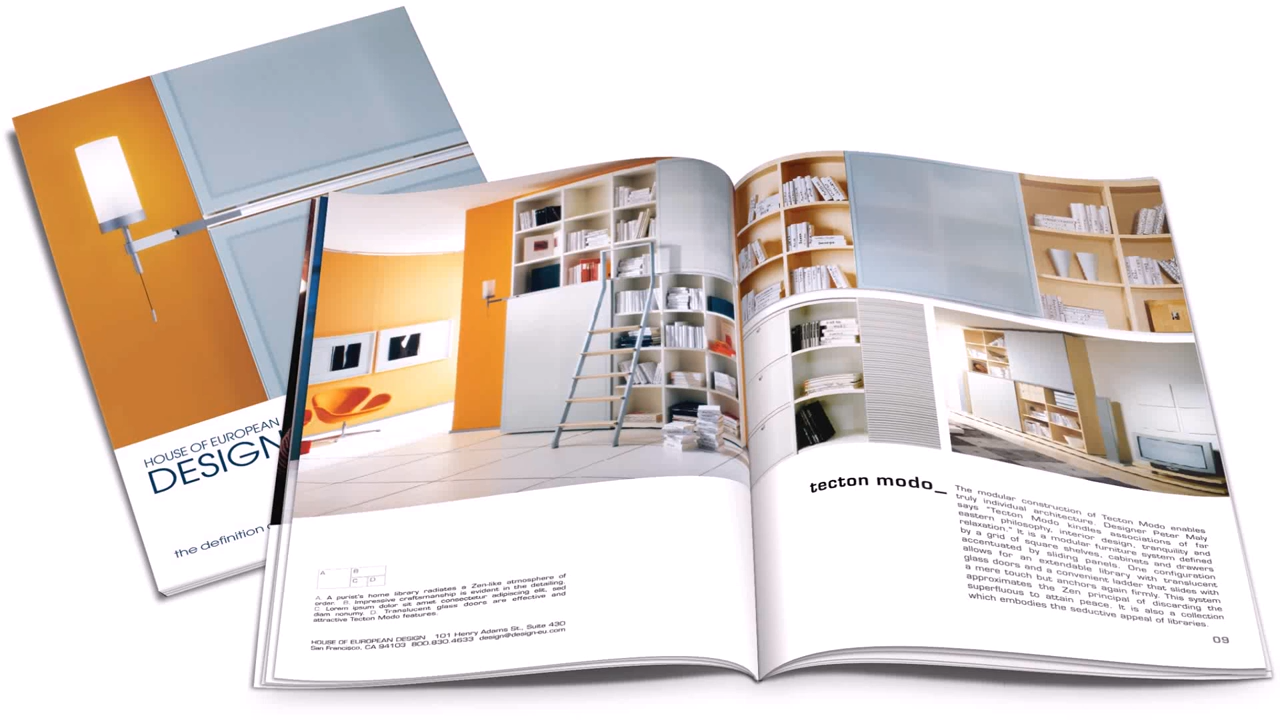 HOUSE OF EUROPEAN
DESIGN
the definition
A B
C D
A. A purist's home library radiates a Zen-like atmosphere of
order. B. Impressive craftsmanship is evident in the detailing.
C. Lorem ipsum dolor sit amet consectetur adipiscing elit, sed
diam nonumy. D. Translucent glass doors are effective and
attractive Tecton Modo features.
HOUSE OF EUROPEAN DESIGN 101 Henry Adams St., Suite 430
San Francisco, CA 94103 800.830.4633 design@design-eu.com
tecton modo_
The modular construction of Tecton Modo enables
truly individual architecture. Designer Peter Maly
says "Tecton Modo kindles associations of far
eastern philosophy, interior design, tranquility and
relaxation." It is a modular furniture system defined
by a grid of square shelves, cabinets and drawers
accentuated by sliding panels. One configuration
allows for an extendable library with translucent
glass doors and a convenient ladder that slides with
a mere touch but anchors again firmly. This system
approximates the Zen principal of discarding the
superfluous to attain peace. It is also a collection
which embodies the seductive appeal of libraries.
09